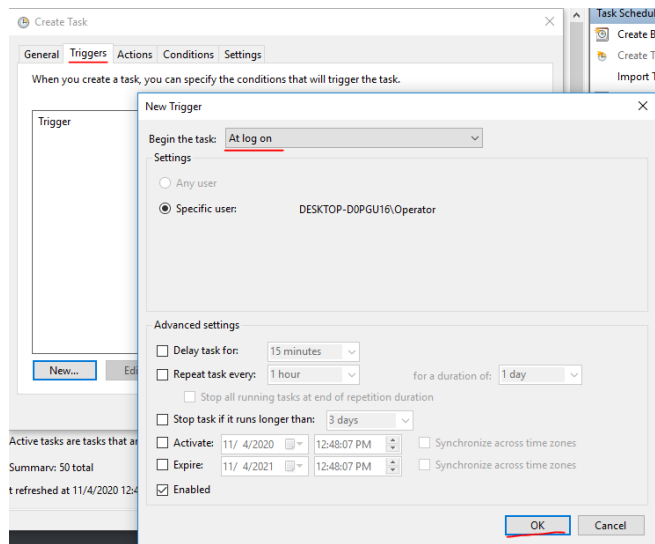 Create Task
Task Schedul
Create B
Create T
Import T
General Triggers Actions Conditions Settings
When you create a task, you can specify the conditions that will trigger the task.
Trigger
New... Edi
Active tasks are tasks that ar
Summary: 50 total
t refreshed at 11/4/2020 12:4
New Trigger
Begin the task: At log on
Settings
Any user
Specific user: DESKTOP-D0PGU16\Operator
Advanced settings
Delay task for: 15 minutes
Repeat task every: 1 hour for a duration of: 1 day
Stop all running tasks at end of repetition duration
Stop task if it runs longer than: 3 days
Activate: 11/ 4/2020 12:48:07 PM Synchronize across time zones
Expire: 11/ 4/2021 12:48:07 PM Synchronize across time zones
Enabled
OK Cancel